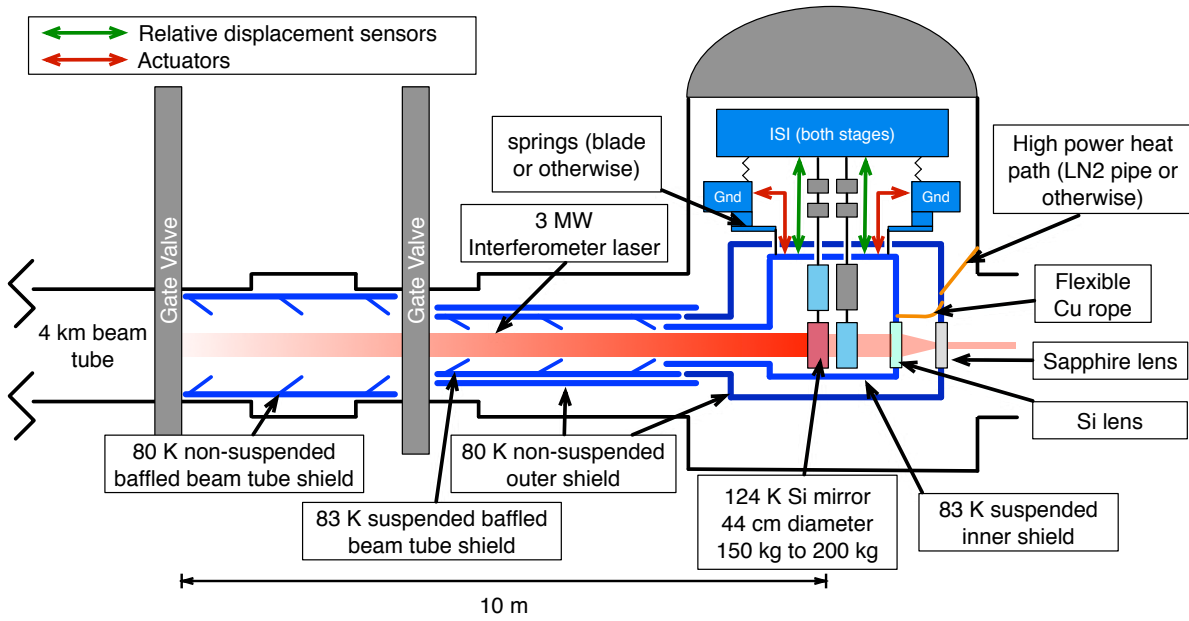 Relative displacement sensors
Actuators
Gate Valve
Gate Valve
springs (blade
or otherwise)
ISI (both stages)
High power heat
path (LN2 pipe or
otherwise)
Gnd
Gnd
3 MW
Interferometer laser
4 km beam
tube
Flexible
Cu rope
Sapphire lens
Si lens
80 K non-suspended
baffled beam tube shield
80 K non-suspended
outer shield
83 K suspended baffled
beam tube shield
124 K Si mirror
44 cm diameter
150 kg to 200 kg
83 K suspended
inner shield
10 m